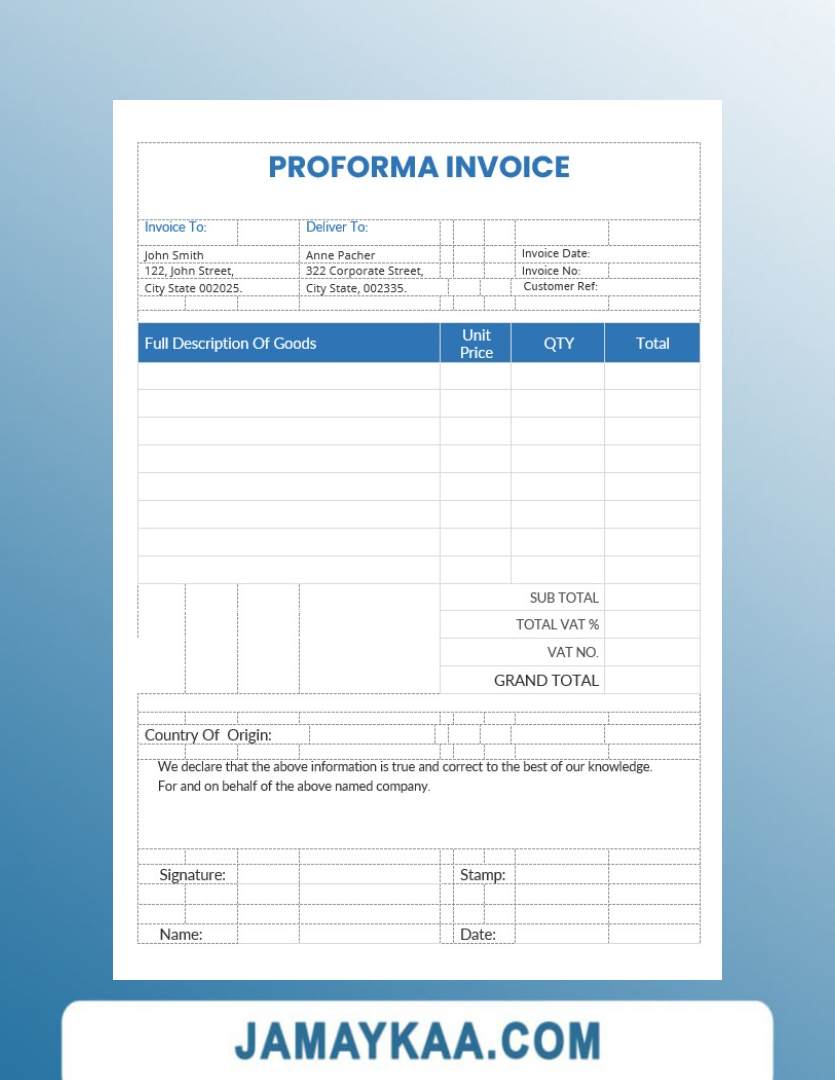 PROFORMA INVOICE
Invoice To: Deliver To:
John Smith Anne Pacher Invoice Date:
122, John Street, 322 Corporate Street, Invoice No:
City State 002025. City State, 002335. Customer Ref:
Full Description Of Goods Unit Price QTY Total
SUB TOTAL
TOTAL VAT %
VAT NO.
GRAND TOTAL
Country Of Origin:
We declare that the above information is true and correct to the best of our knowledge.
For and on behalf of the above named company.
Signature: Stamp:
Name: Date:
JAMAYKAA.COM